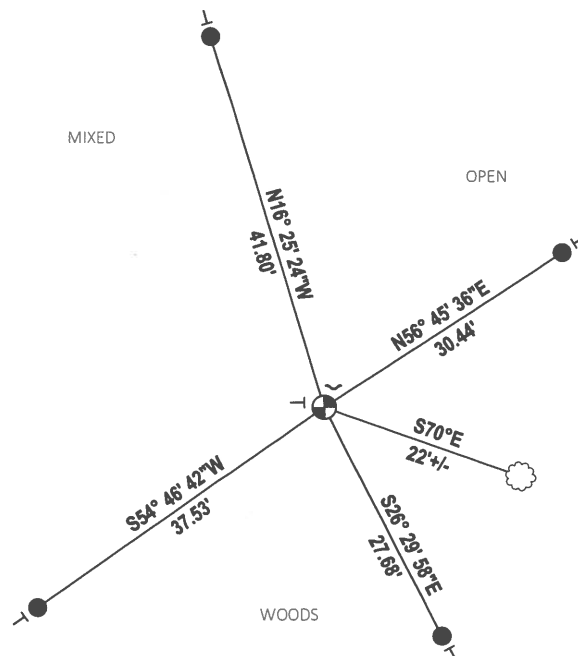 MIXED
OPEN
N16° 25' 24"W
41.80'
N56° 45' 36"E
30.44'
S70°E
22'+/-
S54° 46' 42"W
37.53'
S26° 29' 58"E
27.68'
WOODS